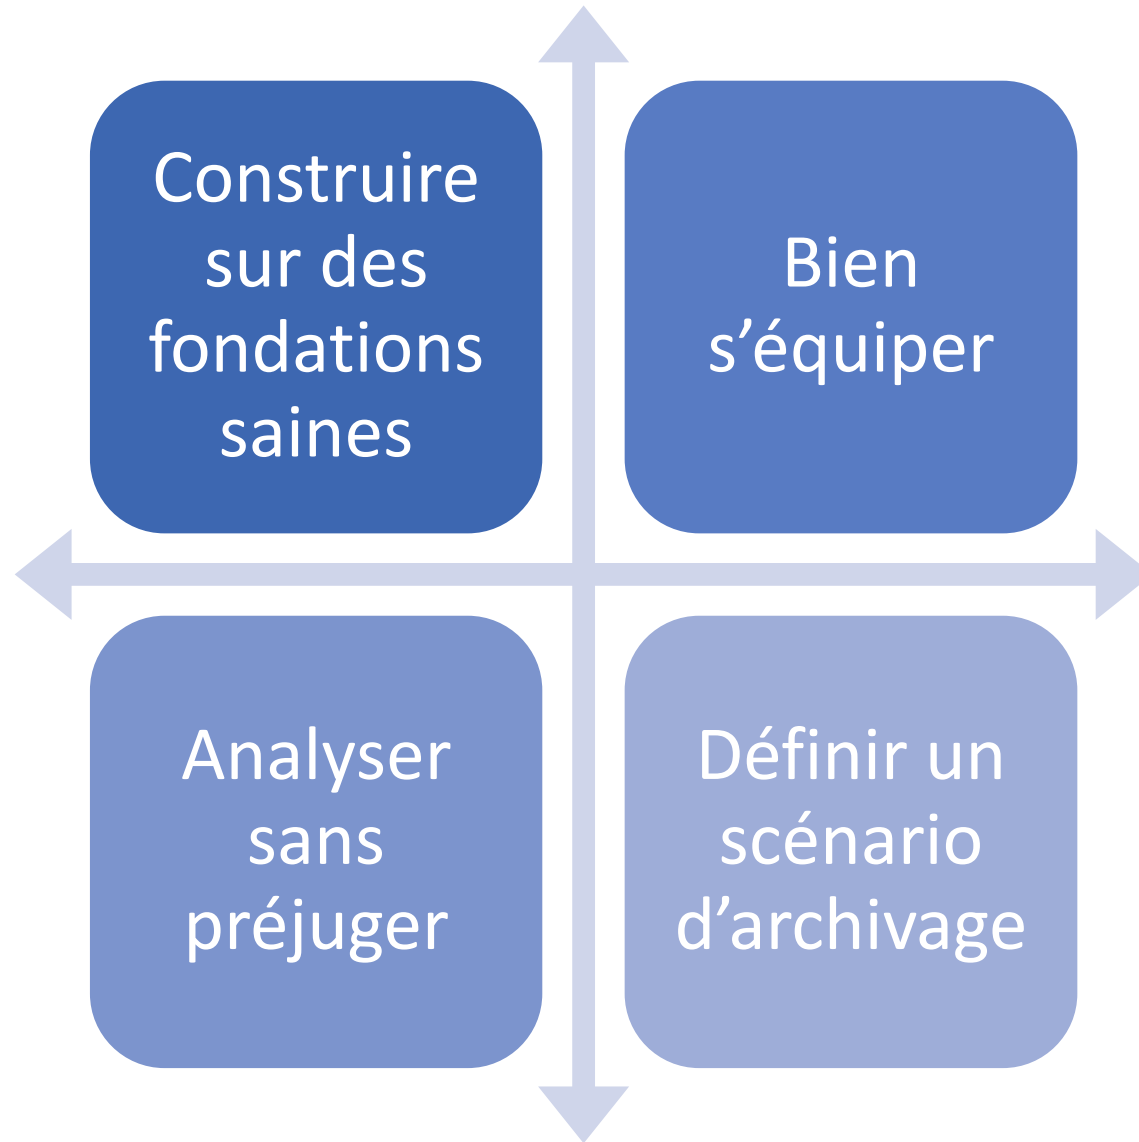 Construire
sur des
fondations
saines
Bien
s’équiper
Analyser
sans
préjuger
Définir un
scénario
d’archivage